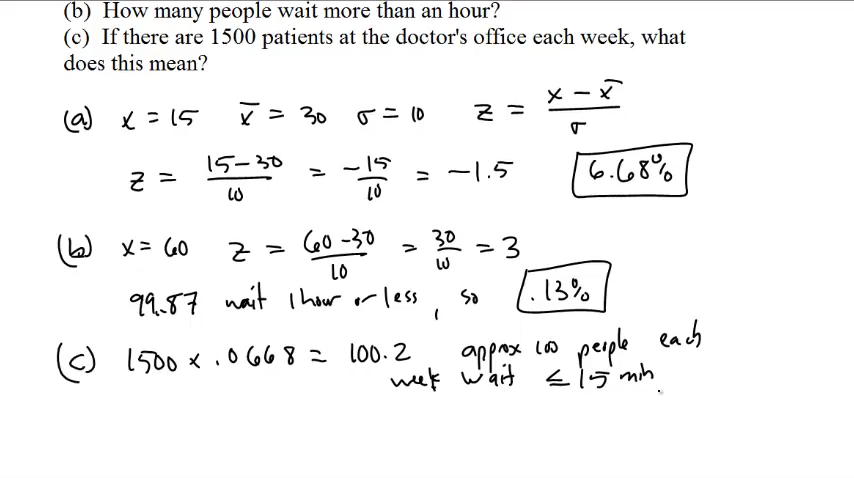 (b) How many people wait more than an hour?
(c) If there are 1500 patients at the doctor's office each week, what
does this mean?
(a) x = 15 x̄ = 30 σ = 10 z = (x - x̄)/σ
z = (15-30)/10 = -15/10 = -1.5 6.68%
(b) x = 60 z = (60-30)/10 = 30/10 = 3
99.87 wait 1 hour or less, so .13%
(c) 1500 x .0668 = 100.2 approx 100 people each
week wait ≤ 15 min.